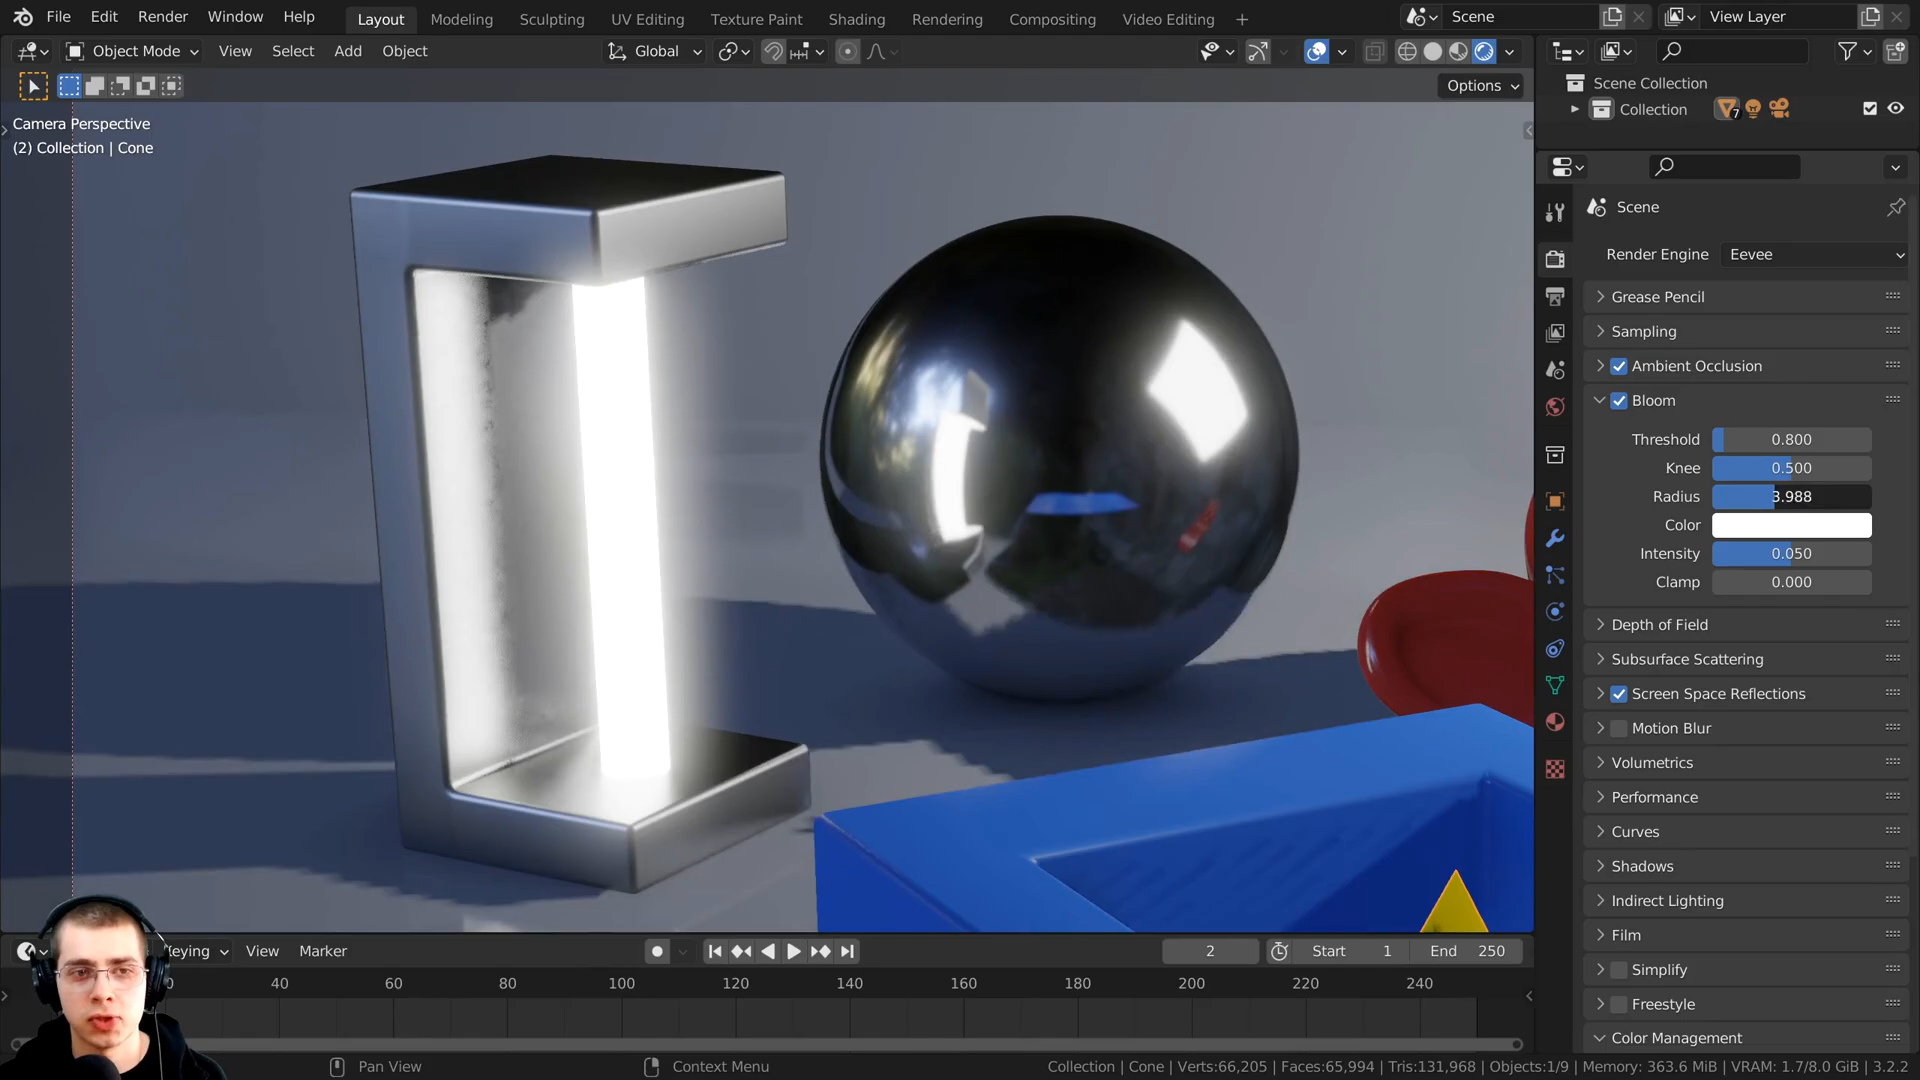 File Edit Render Window Help Layout Modeling Sculpting UV Editing Texture Paint Shading Rendering Compositing Video Editing + Scene View Layer
Object Mode View Select Add Object Global
Options
Camera Perspective
(2) Collection | Cone
Scene Collection
Collection 7
Scene
Render Engine Eevee
Grease Pencil
Sampling
Ambient Occlusion
Bloom
Threshold 0.800
Knee 0.500
Radius 3.988
Color
Intensity 0.050
Clamp 0.000
Depth of Field
Subsurface Scattering
Screen Space Reflections
Motion Blur
Volumetrics
Performance
Curves
Shadows
Indirect Lighting
Film
Simplify
Freestyle
Color Management
Keying View Marker 2 Start 1 End 250
0 40 60 80 100 120 140 160 180 200 220 240
Pan View Context Menu Collection | Cone | Verts:66,205 | Faces:65,994 | Tris:131,968 | Objects:1/9 | Memory: 363.6 MiB | VRAM: 1.7/8.0 GiB | 3.2.2